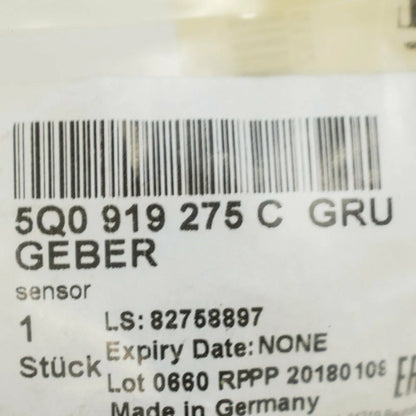 5Q0 919 275 C GRU
GEBER
sensor
1 LS: 82758897
Stück Expiry Date: NONE
Lot 0660 RPPP 20180109
Made in Germany